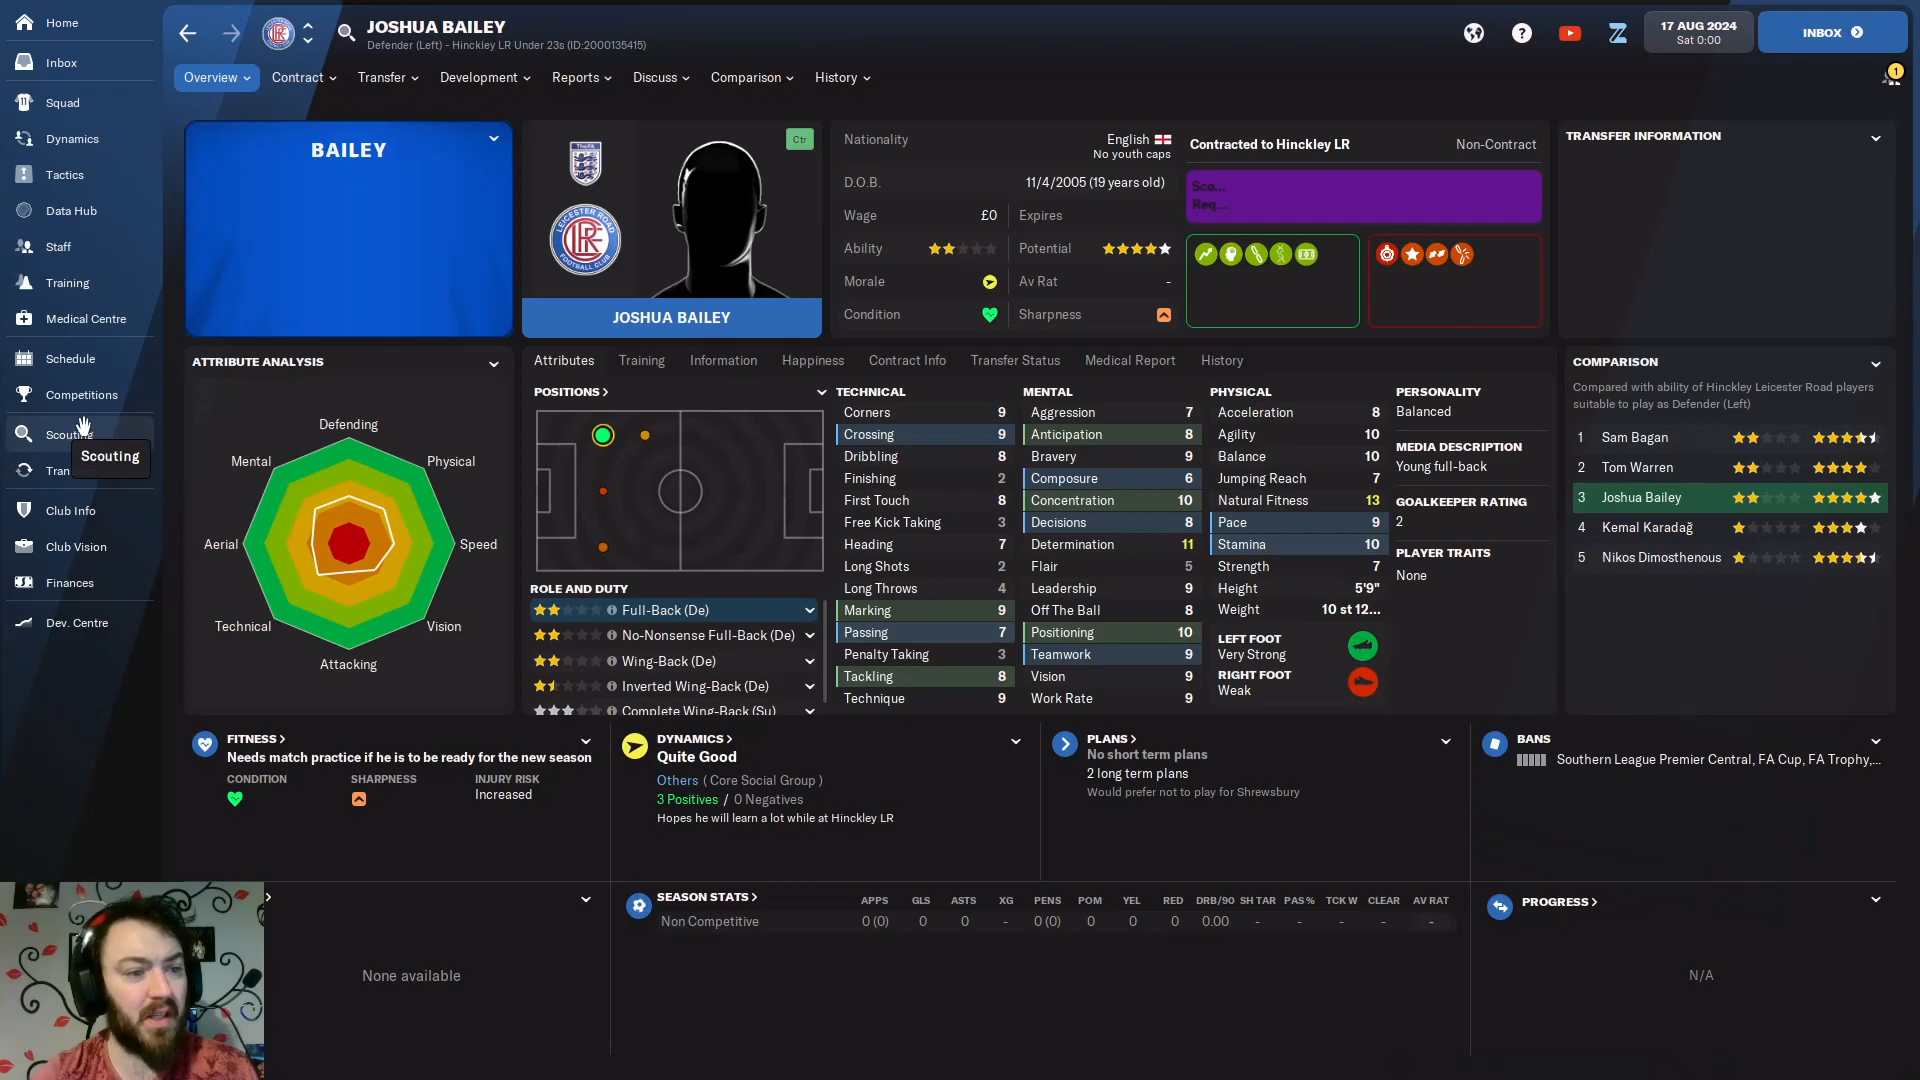 Home
Inbox
Squad
Dynamics
Tactics
Data Hub
Staff
Training
Medical Centre
Schedule
Competitions
Scouting
Scouting
Club Info
Club Vision
Finances
Dev. Centre
JOSHUA BAILEY
Defender (Left) - Hinckley LR Under 23s (ID:2000135415)
17 AUG 2024
Sat 0:00
INBOX
Overview
Contract
Transfer
Development
Reports
Discuss
Comparison
History
1
BAILEY
Ctr
JOSHUA BAILEY
Nationality English
No youth caps
D.O.B. 11/4/2005 (19 years old)
Wage £0 Expires
Ability Potential
Morale Av Rat -
Condition Sharpness
Contracted to Hinckley LR Non-Contract
Sco...
Req...
TRANSFER INFORMATION
ATTRIBUTE ANALYSIS
Defending
Mental
Physical
Aerial
Speed
Technical
Vision
Attacking
Attributes
Training
Information
Happiness
Contract Info
Transfer Status
Medical Report
History
POSITIONS
ROLE AND DUTY
Full-Back (De)
No-Nonsense Full-Back (De)
Wing-Back (De)
Inverted Wing-Back (De)
Complete Wing-Back (Su)
TECHNICAL
Corners 9
Crossing 9
Dribbling 8
Finishing 2
First Touch 8
Free Kick Taking 3
Heading 7
Long Shots 2
Long Throws 4
Marking 9
Passing 7
Penalty Taking 3
Tackling 8
Technique 9
MENTAL
Aggression 7
Anticipation 8
Bravery 9
Composure 6
Concentration 10
Decisions 8
Determination 11
Flair 5
Leadership 9
Off The Ball 8
Positioning 10
Teamwork 9
Vision 9
Work Rate 9
PHYSICAL
Acceleration 8
Agility 10
Balance 10
Jumping Reach 7
Natural Fitness 13
Pace 9
Stamina 10
Strength 7
Height 5'9"
Weight 10 st 12...
LEFT FOOT
Very Strong
RIGHT FOOT
Weak
PERSONALITY
Balanced
MEDIA DESCRIPTION
Young full-back
GOALKEEPER RATING
2
PLAYER TRAITS
None
COMPARISON
Compared with ability of Hinckley Leicester Road players
suitable to play as Defender (Left)
1 Sam Bagan
2 Tom Warren
3 Joshua Bailey
4 Kemal Karadağ
5 Nikos Dimosthenous
FITNESS
Needs match practice if he is to be ready for the new season
CONDITION
SHARPNESS
INJURY RISK
Increased
DYNAMICS
Quite Good
Others ( Core Social Group )
3 Positives / 0 Negatives
Hopes he will learn a lot while at Hinckley LR
PLANS
No short term plans
2 long term plans
Would prefer not to play for Shrewsbury
BANS
Southern League Premier Central, FA Cup, FA Trophy,...
None available
SEASON STATS APPS GLS ASTS XG PENS POM YEL RED DRB/90 SH TAR PAS % TCK W CLEAR AV RAT
Non Competitive 0 (0) 0 0 - 0 (0) 0 0 0 0.00 - - - - -
PROGRESS
N/A